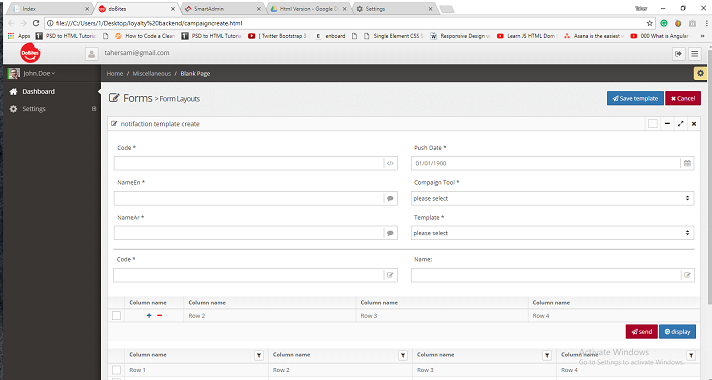 Index
doBites
SmartAdmin
Html Version - Google D
Settings
Taher
file:///C:/Users/1/Desktop/loyalty%20backend/campaigncreate.html
Apps
PSD to HTML Tutoria
How to Code a Clean
PSD to HTML Tutoria
[ Twitter Bootstrap 3
enboard
Single Element CSS S
Responsive Design w
Learn JS HTML Dom
Asana is the easiest w
000 What is Angular
DoBites
tahersami@gmail.com
John.Doe
Home / Miscellaneous / Blank Page
Dashboard
Settings
Forms > Form Layouts
Save template
Cancel
notifaction template create
Code *
Push Date *
01/01/1900
NameEn *
Compaign Tool *
please select
NameAr *
Template *
please select
Code *
Name:
Column name Column name Column name Column name
+ − Row 2 Row 3 Row 4
send
display
Activate Windows
Go to Settings to activate Windows.
Column name Column name Column name Column name
Row 1 Row 2 Row 3 Row 4